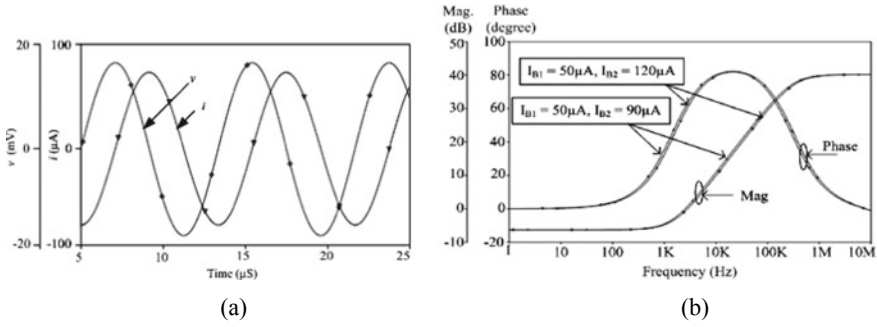 20
100
v (mV)
0
i (µA)
0
-20
-100
v
i
5
10
15
20
25
Time (µS)
(a)
Mag. Phase
(dB) (degree)
50
100
40
80
30
60
20
40
10
20
0
0
-10
-20
I_B1 = 50µA, I_B2 = 120µA
I_B1 = 50µA, I_B2 = 90µA
Phase
Mag
1
10
100
1K
10K
100K
1M
10M
Frequency (Hz)
(b)